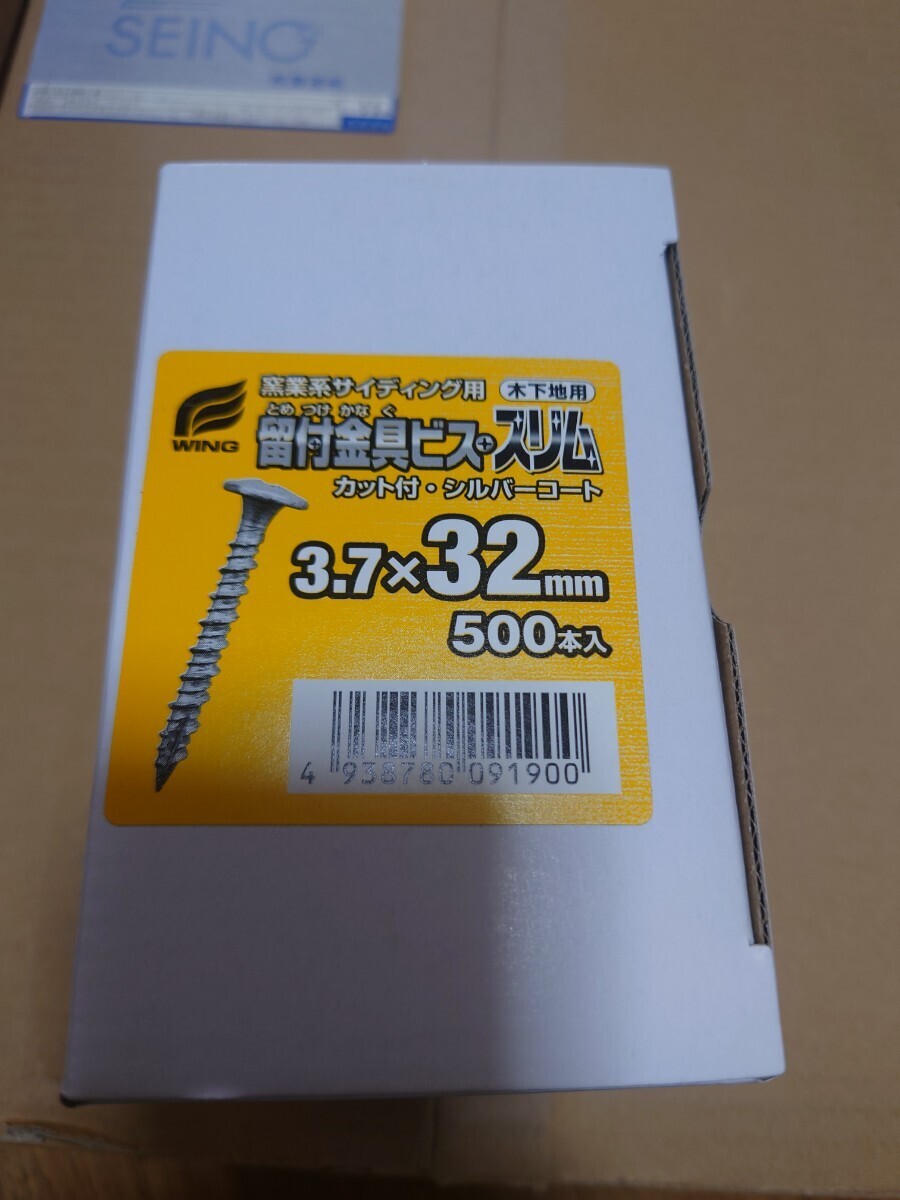 SEINO
窯業系サイディング用 木下地用
とめ つけ かな ぐ
留付金具ビス+スリム
カット付・シルバーコート
WING
3.7×32mm
500本入
4 938780 091900